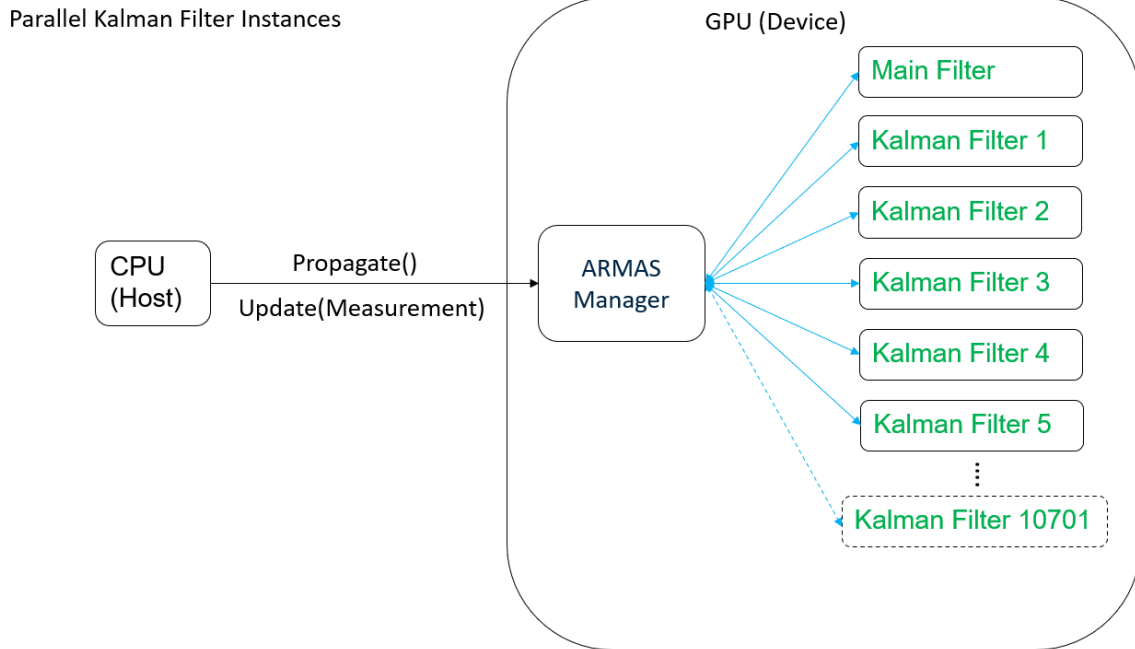 Parallel Kalman Filter Instances
GPU (Device)
CPU
(Host)
Propagate()
Update(Measurement)
ARMAS
Manager
Main Filter
Kalman Filter 1
Kalman Filter 2
Kalman Filter 3
Kalman Filter 4
Kalman Filter 5
Kalman Filter 10701